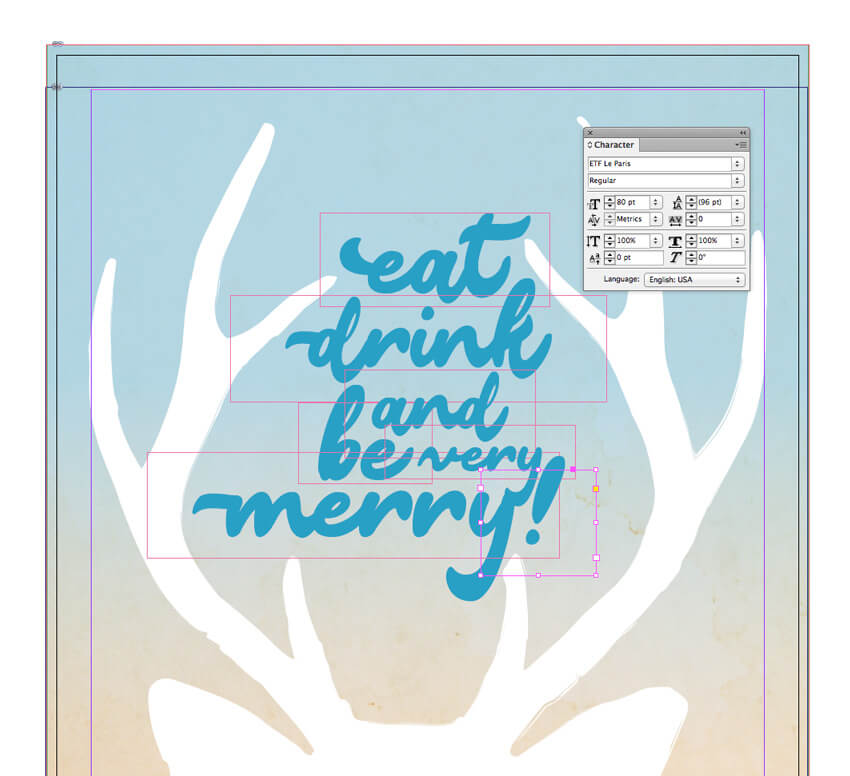 Character
ETF Le Paris
Regular
80 pt
(96 pt)
Metrics
0
100%
100%
0 pt
0°
Language: English: USA
eat
drink
and
be very
merry!